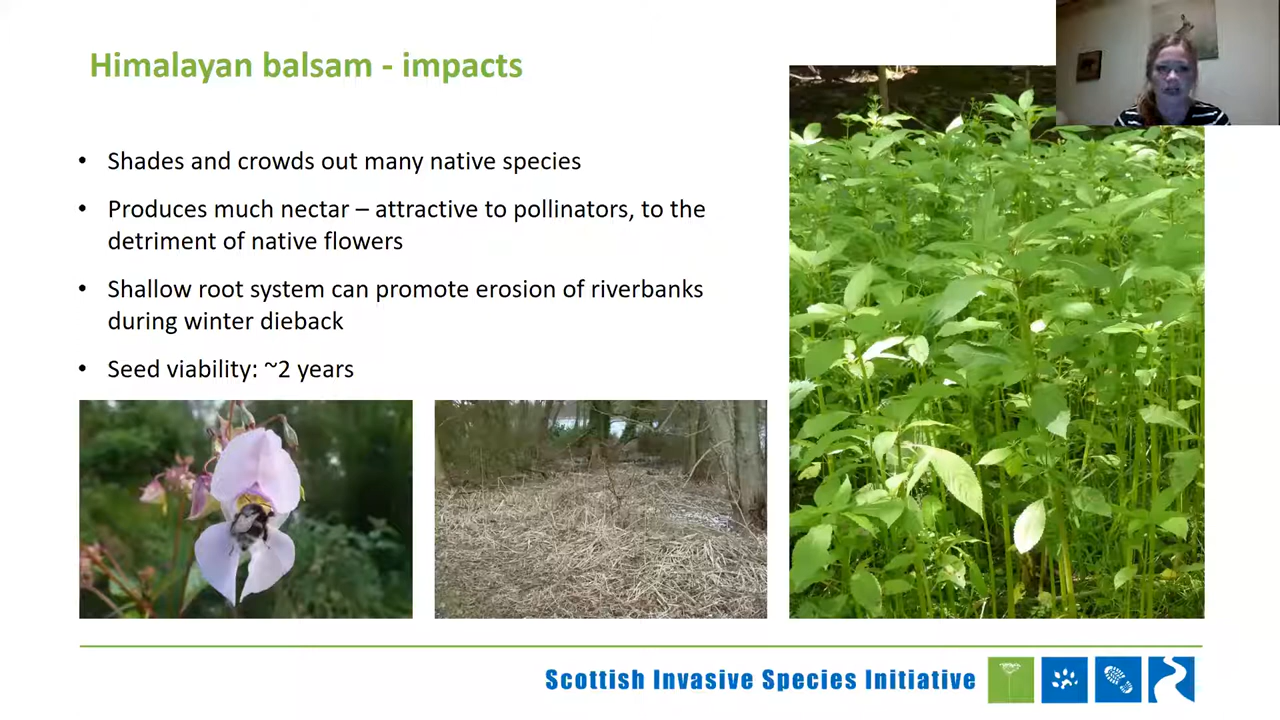 Himalayan balsam - impacts
• Shades and crowds out many native species
• Produces much nectar – attractive to pollinators, to the
detriment of native flowers
• Shallow root system can promote erosion of riverbanks
during winter dieback
• Seed viability: ~2 years
Scottish Invasive Species Initiative